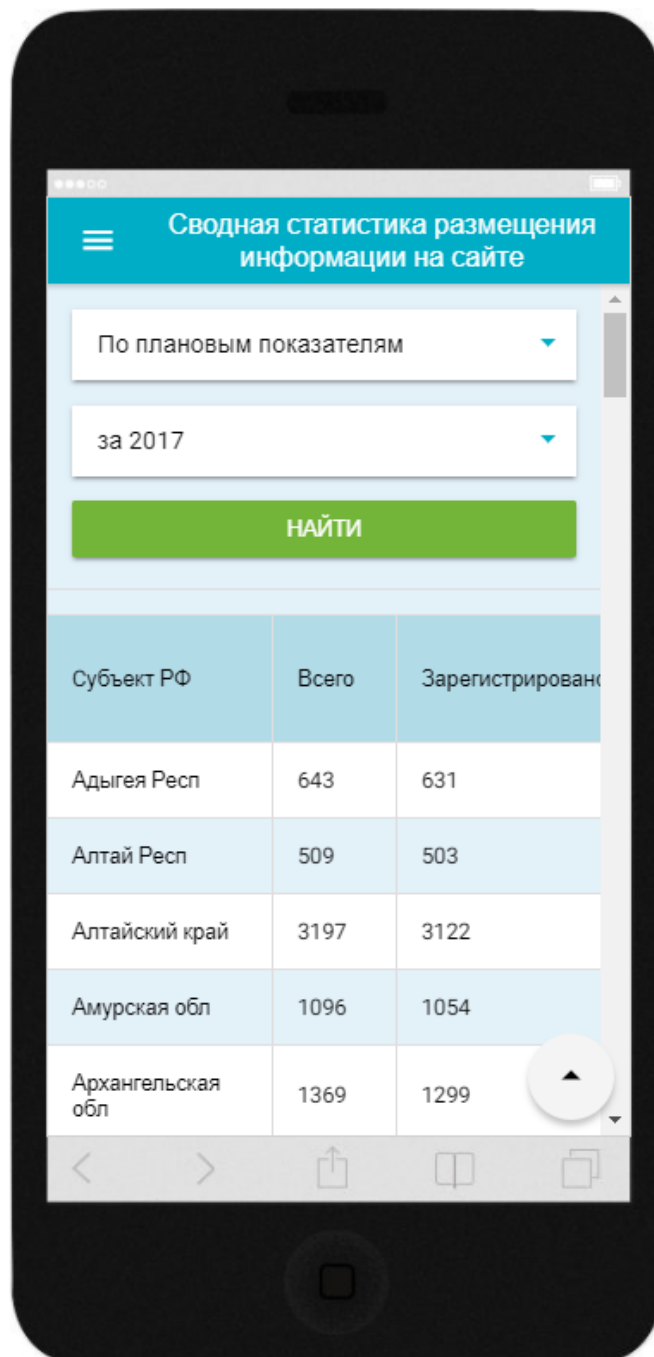 Сводная статистика размещения
информации на сайте
По плановым показателям
за 2017
НАЙТИ
Субъект РФ Всего Зарегистрировано
Адыгея Респ 643 631
Алтай Респ 509 503
Алтайский край 3197 3122
Амурская обл 1096 1054
Архангельская
обл 1369 1299